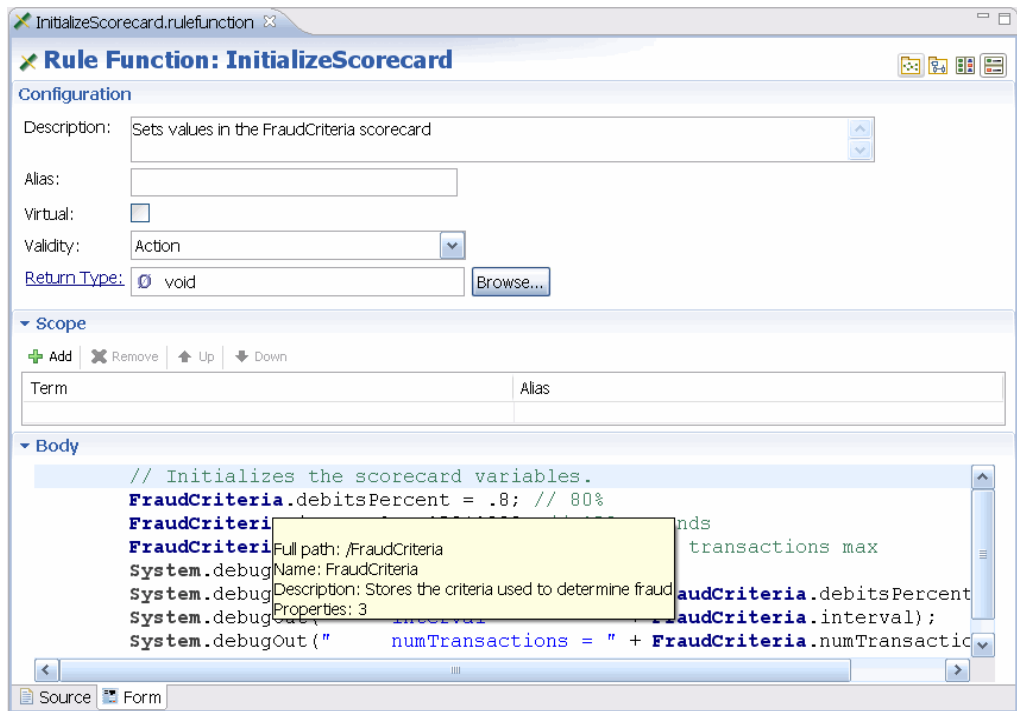 InitializeScorecard.rulefunction
Rule Function: InitializeScorecard
Configuration
Description: Sets values in the FraudCriteria scorecard
Alias:
Virtual:
Validity: Action
Return Type: void Browse...
Scope
Add Remove Up Down
Term Alias
Body
// Initializes the scorecard variables.
FraudCriteria.debitsPercent = .8; // 80%
FraudCriteri nds
FraudCriteri transactions max
Full path: /FraudCriteria
Name: FraudCriteria
Description: Stores the criteria used to determine fraud
Properties: 3
System.debug
System.debug audCriteria.debitsPercent
System.debugOut(" interval + FraudCriteria.interval);
System.debugOut(" numTransactions = " + FraudCriteria.numTransactio
Source Form